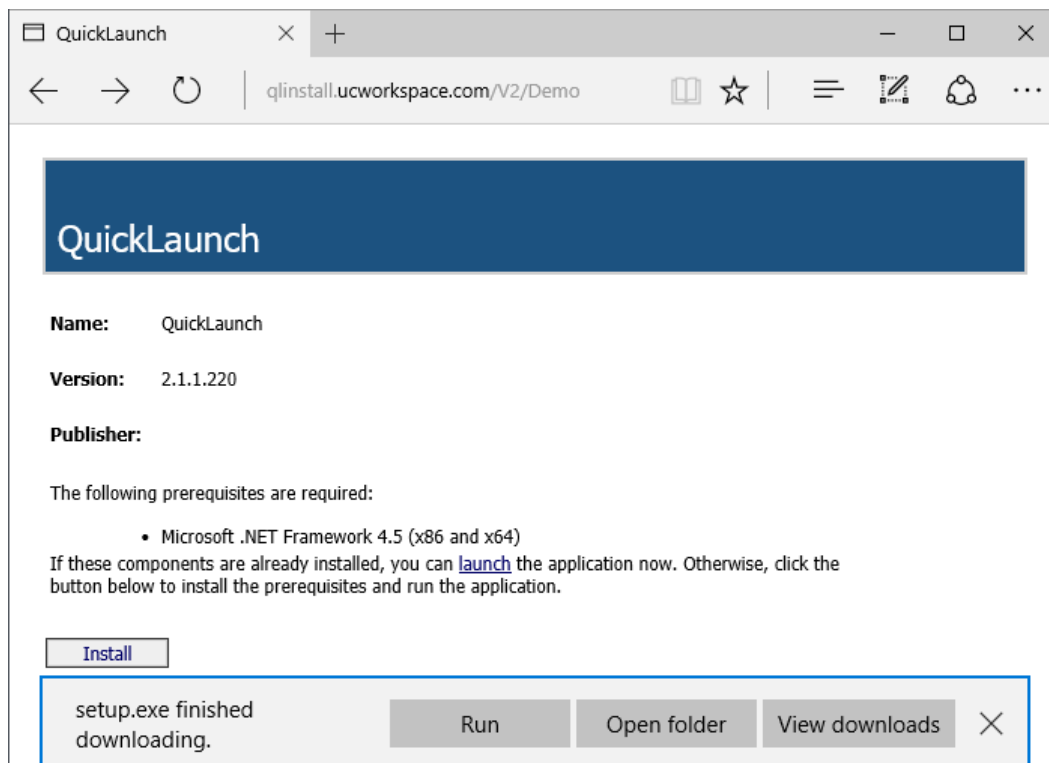 QuickLaunch
qlinstall.ucworkspace.com/V2/Demo
QuickLaunch
Name: QuickLaunch
Version: 2.1.1.220
Publisher:
The following prerequisites are required:
• Microsoft .NET Framework 4.5 (x86 and x64)
If these components are already installed, you can launch the application now. Otherwise, click the
button below to install the prerequisites and run the application.
Install
setup.exe finished
downloading.
Run Open folder View downloads